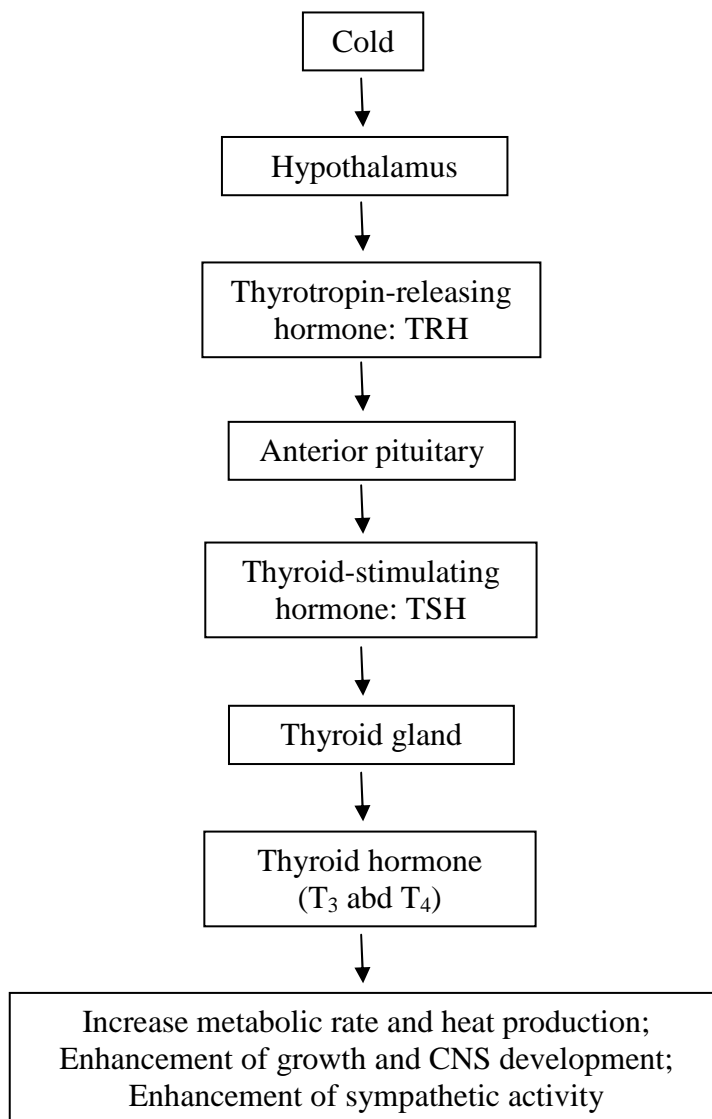 Cold
Hypothalamus
Thyrotropin-releasing
hormone: TRH
Anterior pituitary
Thyroid-stimulating
hormone: TSH
Thyroid gland
Thyroid hormone
(T₃ abd T₄)
Increase metabolic rate and heat production;
Enhancement of growth and CNS development;
Enhancement of sympathetic activity